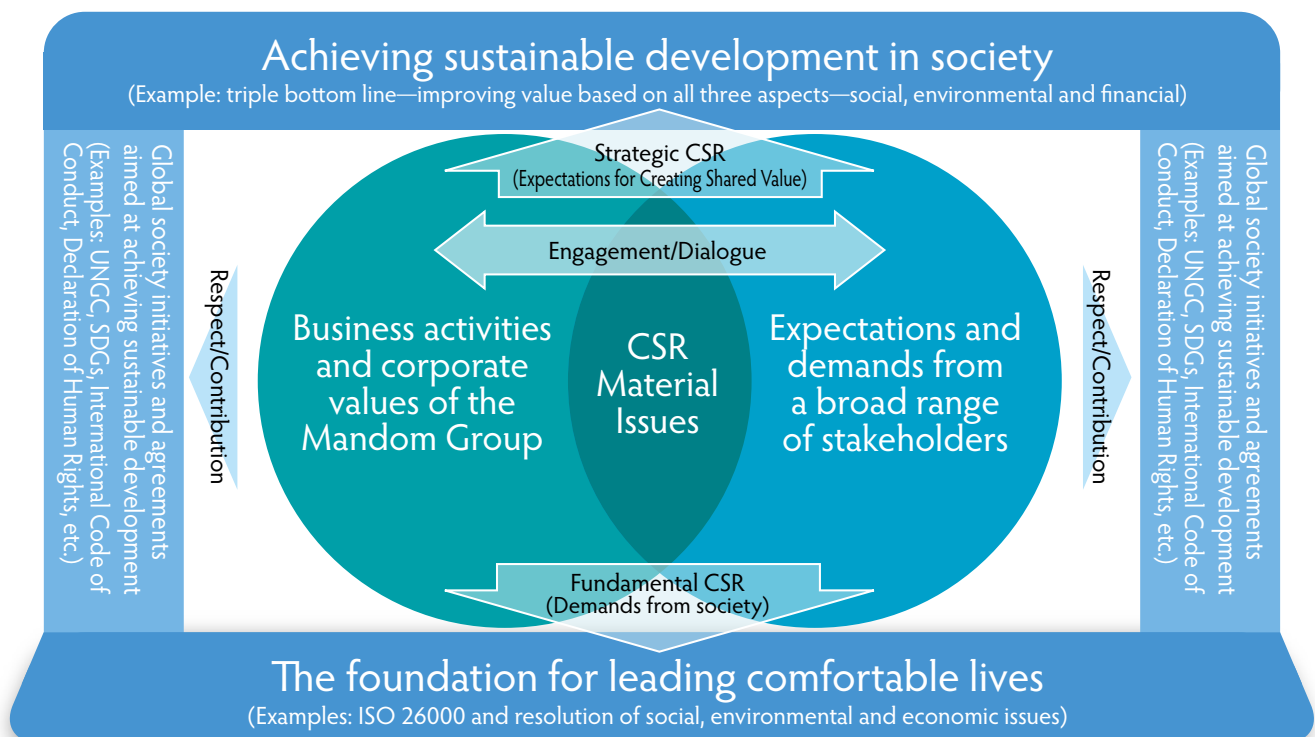 Achieving sustainable development in society
(Example: triple bottom line—improving value based on all three aspects—social, environmental and financial)
Global society initiatives and agreements
aimed at achieving sustainable development
(Examples: UNGC, SDGs, International Code of
Conduct, Declaration of Human Rights, etc.)
Respect/Contribution
Strategic CSR
(Expectations for Creating Shared Value)
Engagement/Dialogue
Business activities
and corporate
values of the
Mandom Group
CSR
Material
Issues
Expectations and
demands from
a broad range
of stakeholders
Fundamental CSR
(Demands from society)
Respect/Contribution
Global society initiatives and agreements
aimed at achieving sustainable development
(Examples: UNGC, SDGs, International Code of
Conduct, Declaration of Human Rights, etc.)
The foundation for leading comfortable lives
(Examples: ISO 26000 and resolution of social, environmental and economic issues)